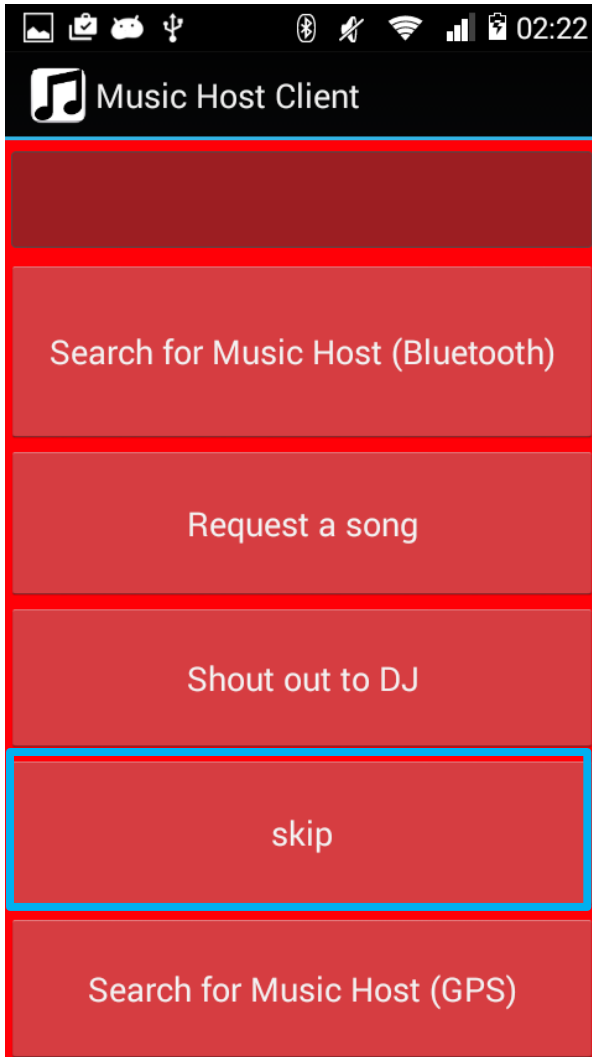 02:22
Music Host Client
Search for Music Host (Bluetooth)
Request a song
Shout out to DJ
skip
Search for Music Host (GPS)